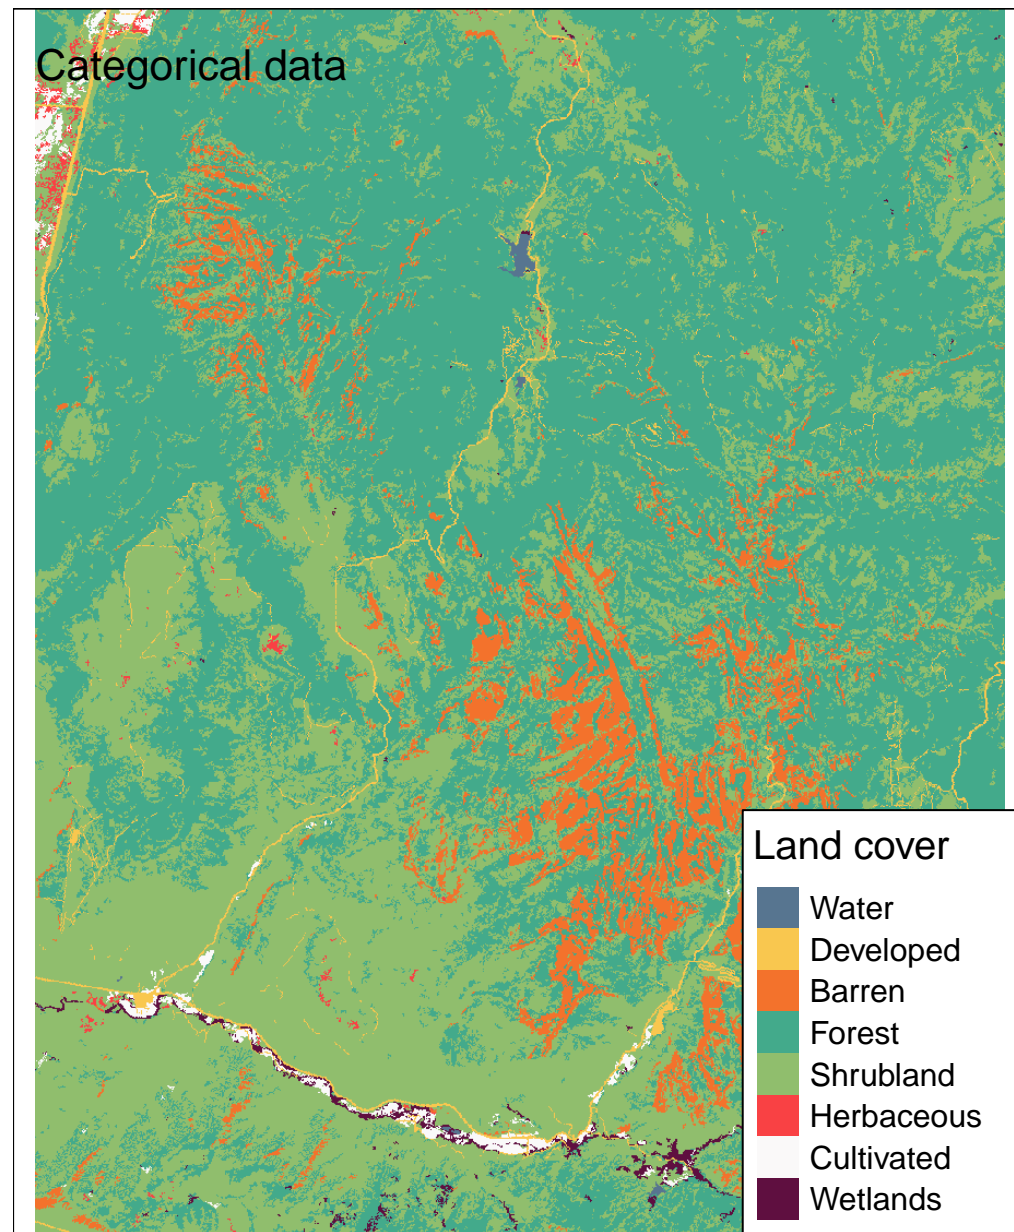 Categorical data
Land cover
Water
Developed
Barren
Forest
Shrubland
Herbaceous
Cultivated
Wetlands